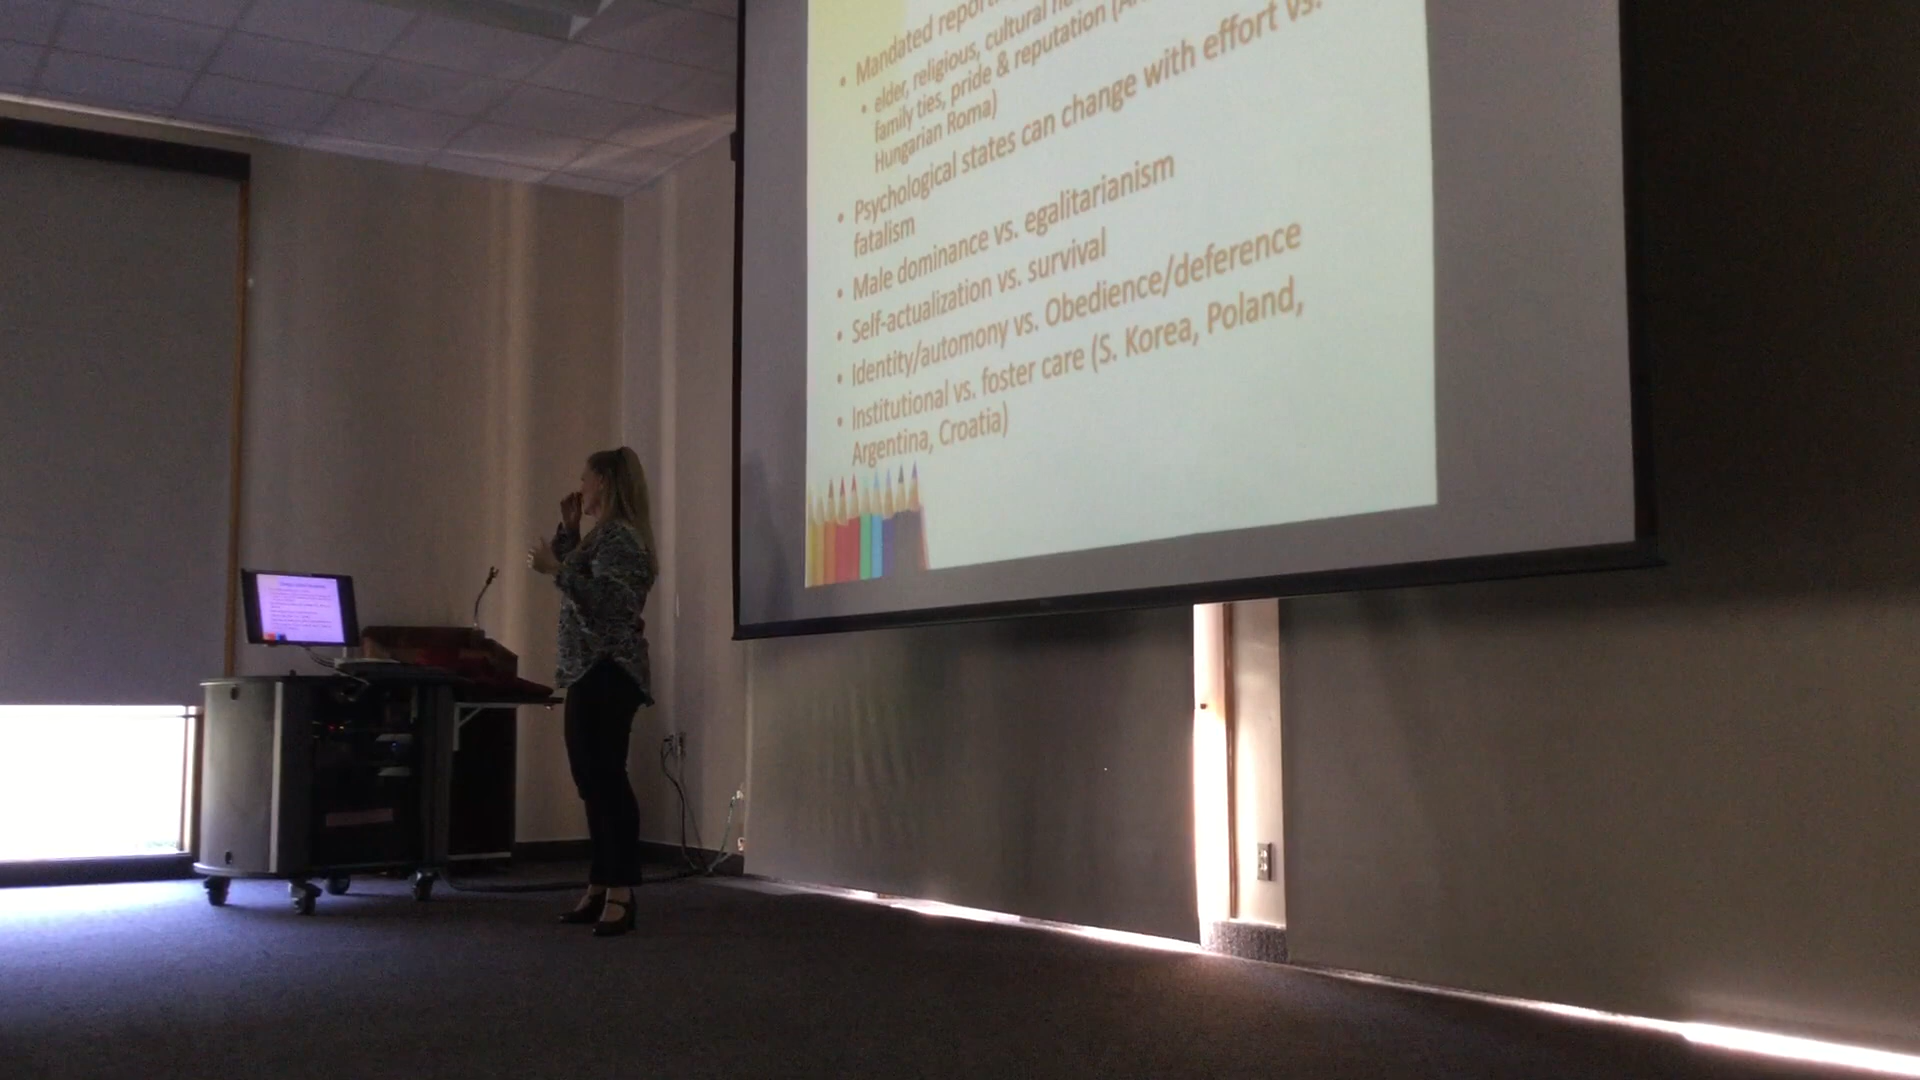 • Mandated
• elder, religious, cultural
family ties, pride & reputation
Hungarian Roma)
• Psychological states can change with effort vs.
fatalism
• Male dominance vs. egalitarianism
• Self-actualization vs. survival
• Identity/automony vs. Obedience/deference
• Institutional vs. foster care (S. Korea, Poland,
Argentina, Croatia)